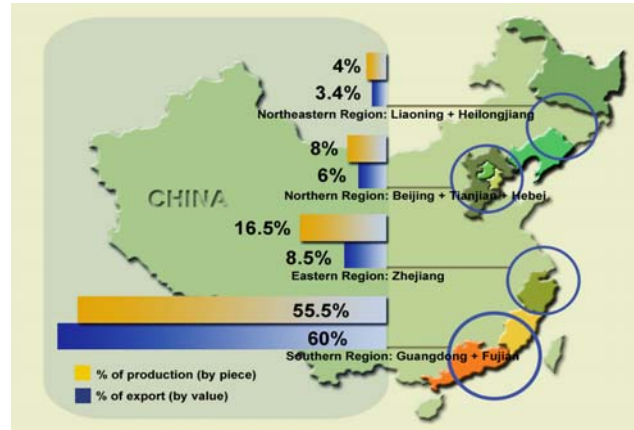 4%
3.4%
Northeastern Region: Liaoning + Heilongjiang
8%
6%
Northern Region: Beijing + Tianjian + Hebei
CHINA
16.5%
8.5%
Eastern Region: Zhejiang
55.5%
60%
Southern Region: Guangdong + Fujian
% of production (by piece)
% of export (by value)